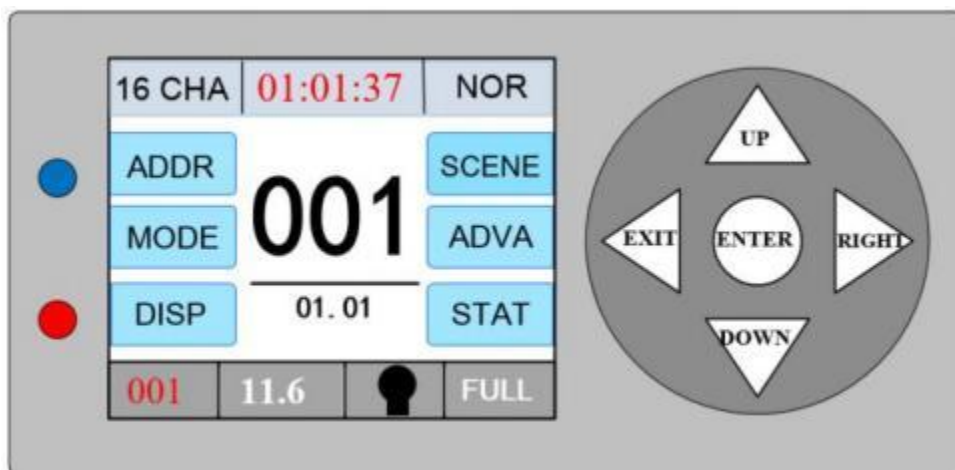 16 CHA 01:01:37 NOR
ADDR SCENE
001
MODE ADVA
01. 01
DISP STAT
001 11.6 FULL
UP
EXIT ENTER RIGHT
DOWN